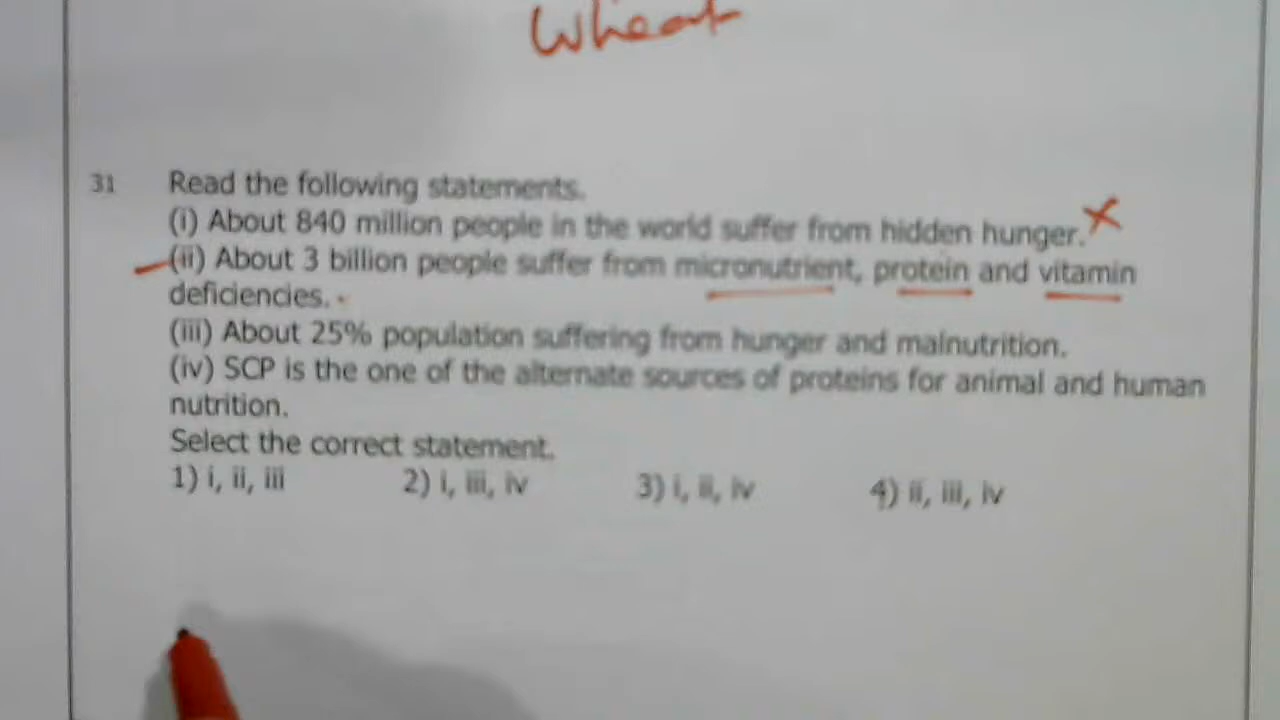 Wheat
31 Read the following statements.
(i) About 840 million people in the world suffer from hidden hunger.
(ii) About 3 billion people suffer from micronutrient, protein and vitamin
deficiencies.
(iii) About 25% population suffering from hunger and malnutrition.
(iv) SCP is the one of the alternate sources of proteins for animal and human
nutrition.
Select the correct statement.
1) i, ii, iii 2) i, iii, iv 3) i, ii, iv 4) ii, iii, iv